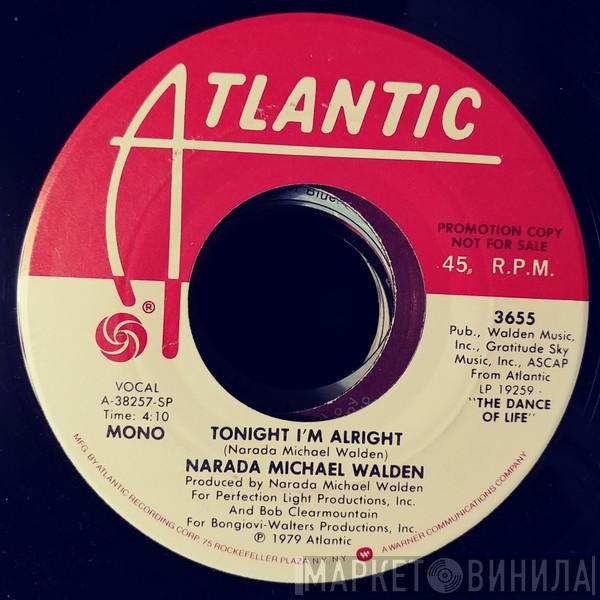 ATLANTIC
PROMOTION COPY
NOT FOR SALE
45 R.P.M.
®
VOCAL
A-38257-SP
Time: 4:10
MONO
3655
Pub., Walden Music,
Inc., Gratitude Sky
Music, Inc., ASCAP
From Atlantic
LP 19259 -
"THE DANCE
OF LIFE"
TONIGHT I'M ALRIGHT
(Narada Michael Walden)
NARADA MICHAEL WALDEN
Produced by Narada Michael Walden
For Perfection Light Productions, Inc.
And Bob Clearmountain
For Bongiovi-Walters Productions, Inc.
℗ 1979 Atlantic
MFG. BY ATLANTIC RECORDING CORP. 75 ROCKEFELLER PLAZA, N.Y. N.Y. A WARNER COMMUNICATIONS COMPANY
МАРКЕТ ВИНИЛА